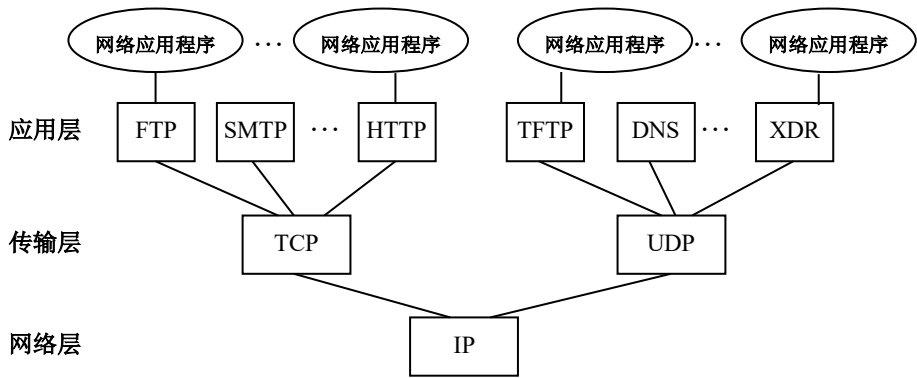 网络应用程序 ··· 网络应用程序 网络应用程序 ··· 网络应用程序
应用层 FTP SMTP ··· HTTP TFTP DNS ··· XDR
传输层 TCP UDP
网络层 IP